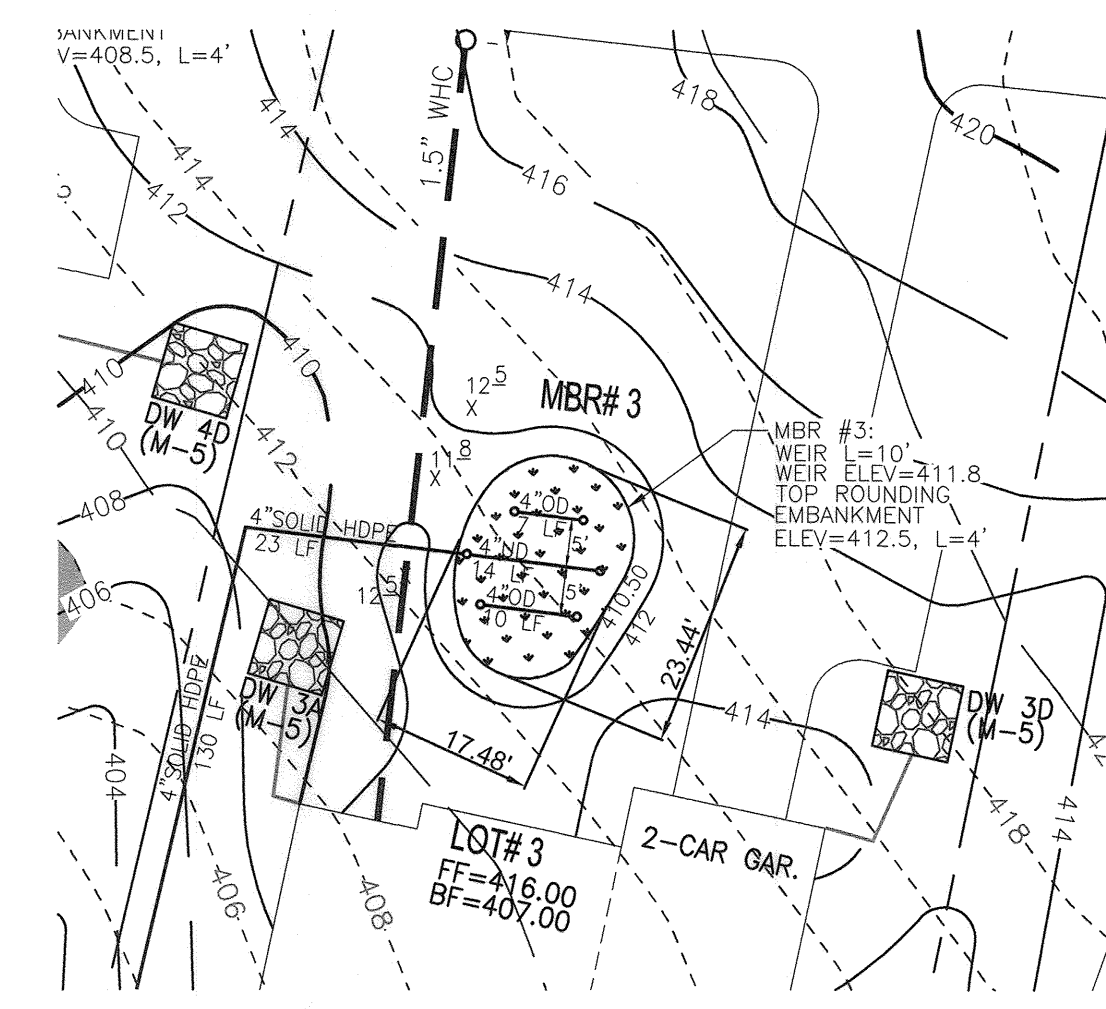 V=408.5, L=4'
414
414
412
1.5" WHC
416
418
420
414
410
410
410
412
DW 4D
(M-5)
12 5
X
MBR# 3
11 8
X
MBR #3:
WEIR L=10'
WEIR ELEV=411.8
TOP ROUNDING
EMBANKMENT
ELEV=412.5, L=4'
408
4"SOLID HDPE
23 LF
4"OD
7 LF
5'
4"ND
14 LF
4"OD
10 LF
5'
12 5
410.50
412
23.44'
406
DW 3A
(M-5)
4"SOLID HDPE
130 LF
404
17.48'
414
DW 3D
(M-5)
LOT# 3
FF=416.00
BF=407.00
2-CAR GAR.
418
414
406
408